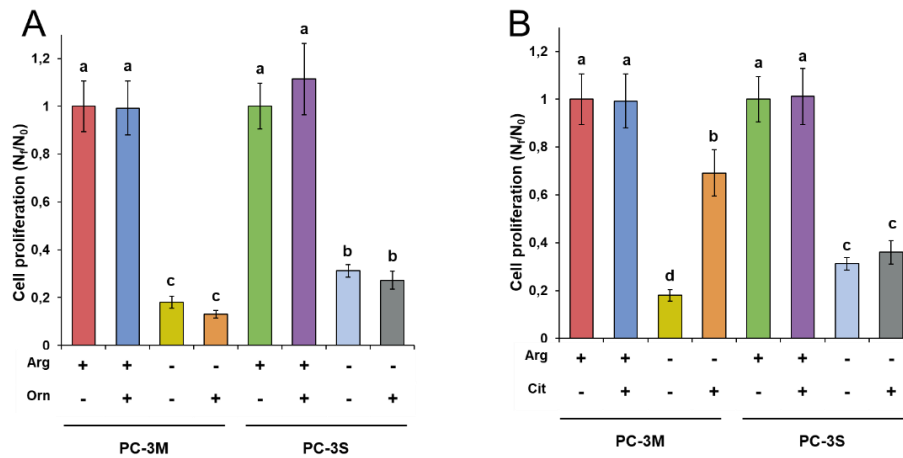 A
Cell proliferation (Nf/N0)
1,2
1
0,8
0,6
0,4
0,2
0
a a c c a a b b
Arg + + - - + + - -
Orn - + - + - + - +
PC-3M PC-3S
B
Cell proliferation (Nf/N0)
1,2
1
0,8
0,6
0,4
0,2
0
a a d b a a c c
Arg + + - - + + - -
Cit - + - + - + - +
PC-3M PC-3S